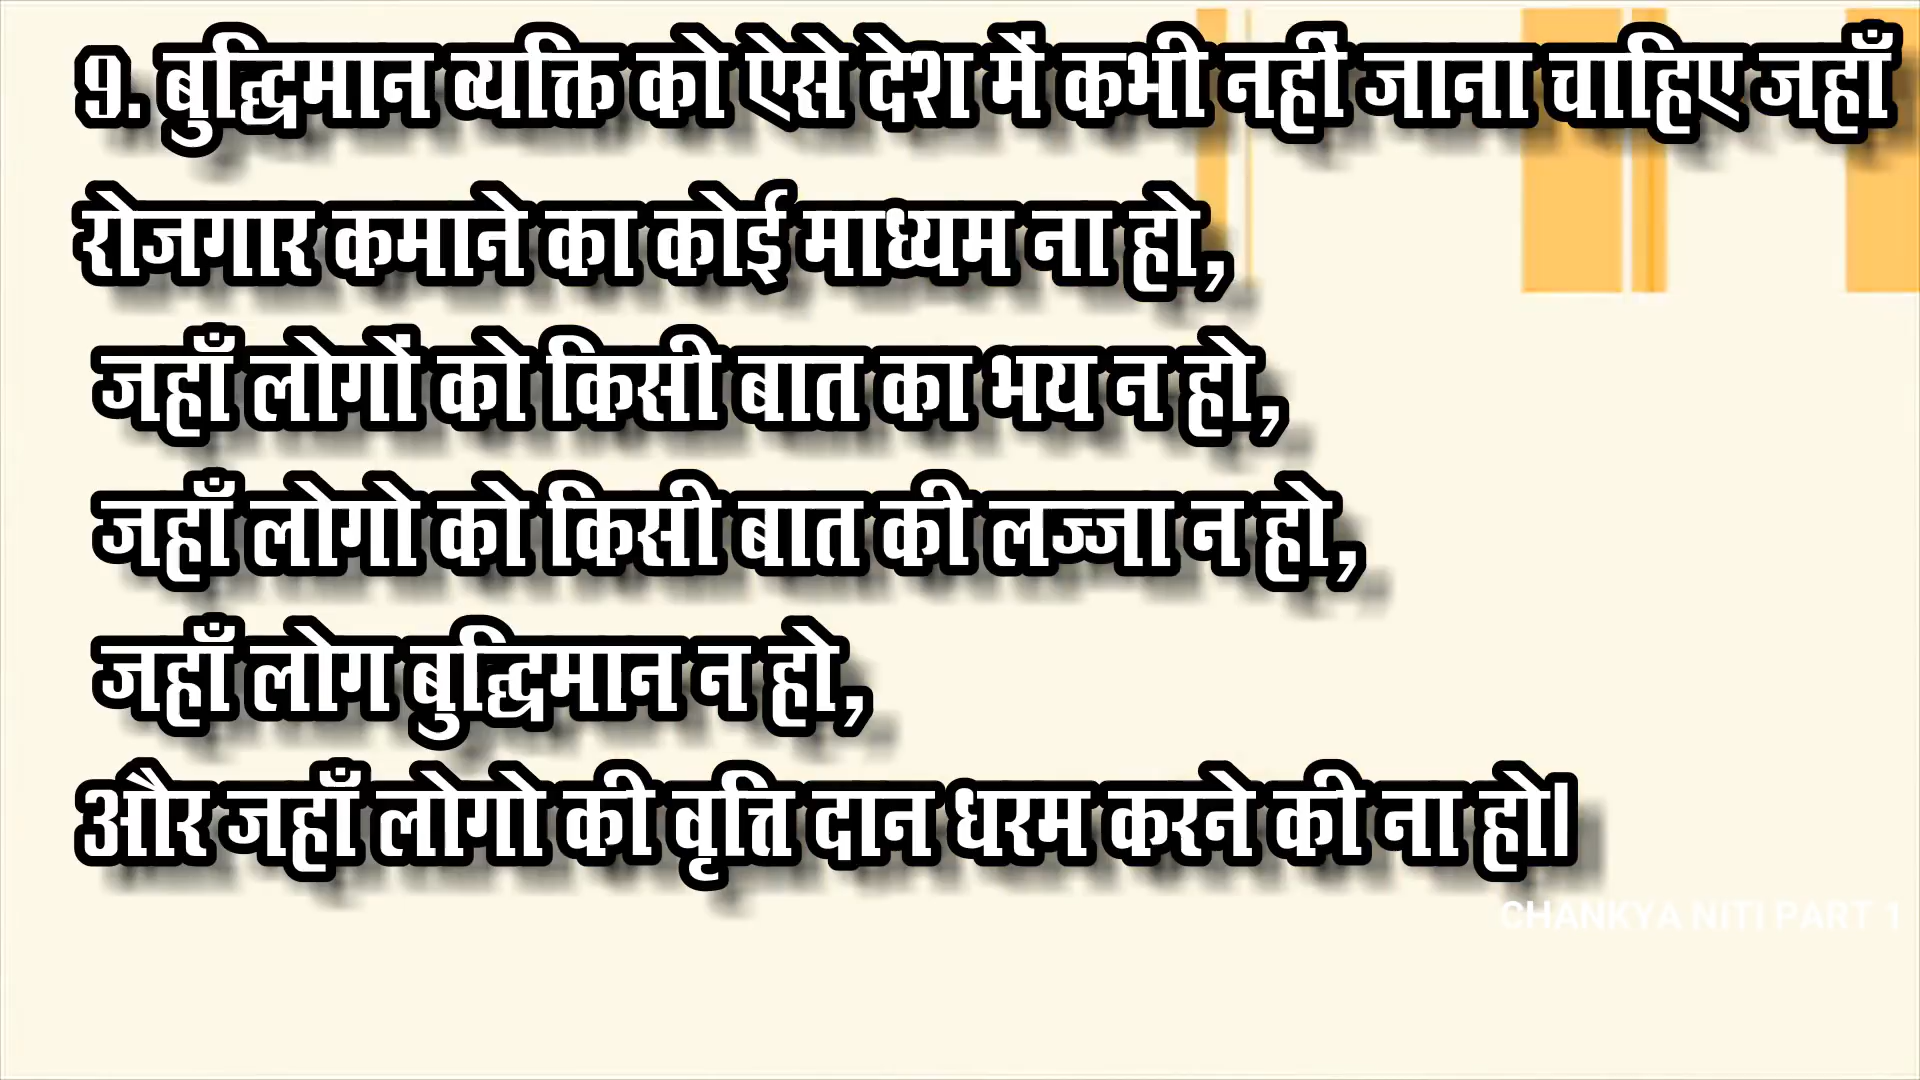 9. बुद्धिमान व्यक्ति को ऐसे देश में कभी नहीं जाना चाहिए जहाँ
रोजगार कमाने का कोई माध्यम ना हो,
जहाँ लोगों को किसी बात का भय न हो,
जहाँ लोगो को किसी बात की लज्जा न हो,
जहाँ लोग बुद्धिमान न हो,
और जहाँ लोगो की वृत्ति दान धरम करने की ना हो।
CHANKYA NITI PART 1